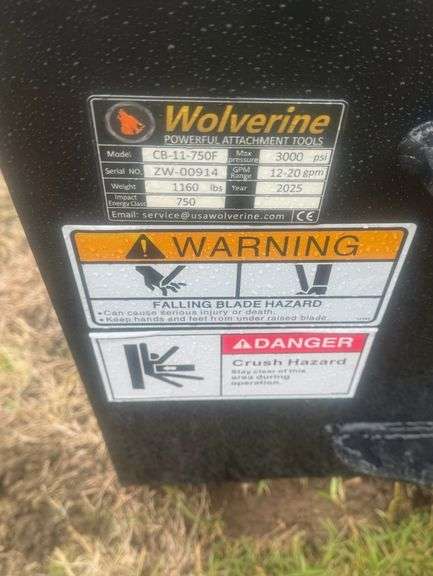 Wolverine
POWERFUL ATTACHMENT TOOLS
Model: CB-11-750F Max pressure 3000 psi
Serial NO. ZW-00914 GPM Range 12-20 gpm
Weight 1160 lbs Year 2025
Impact Energy Class 750
Email: service@usawolverine.com CE
WARNING
FALLING BLADE HAZARD
•Can cause serious injury or death.
•Keep hands and feet from under raised blade.
DANGER
Crush Hazard
Stay clear of this
area during
operation.